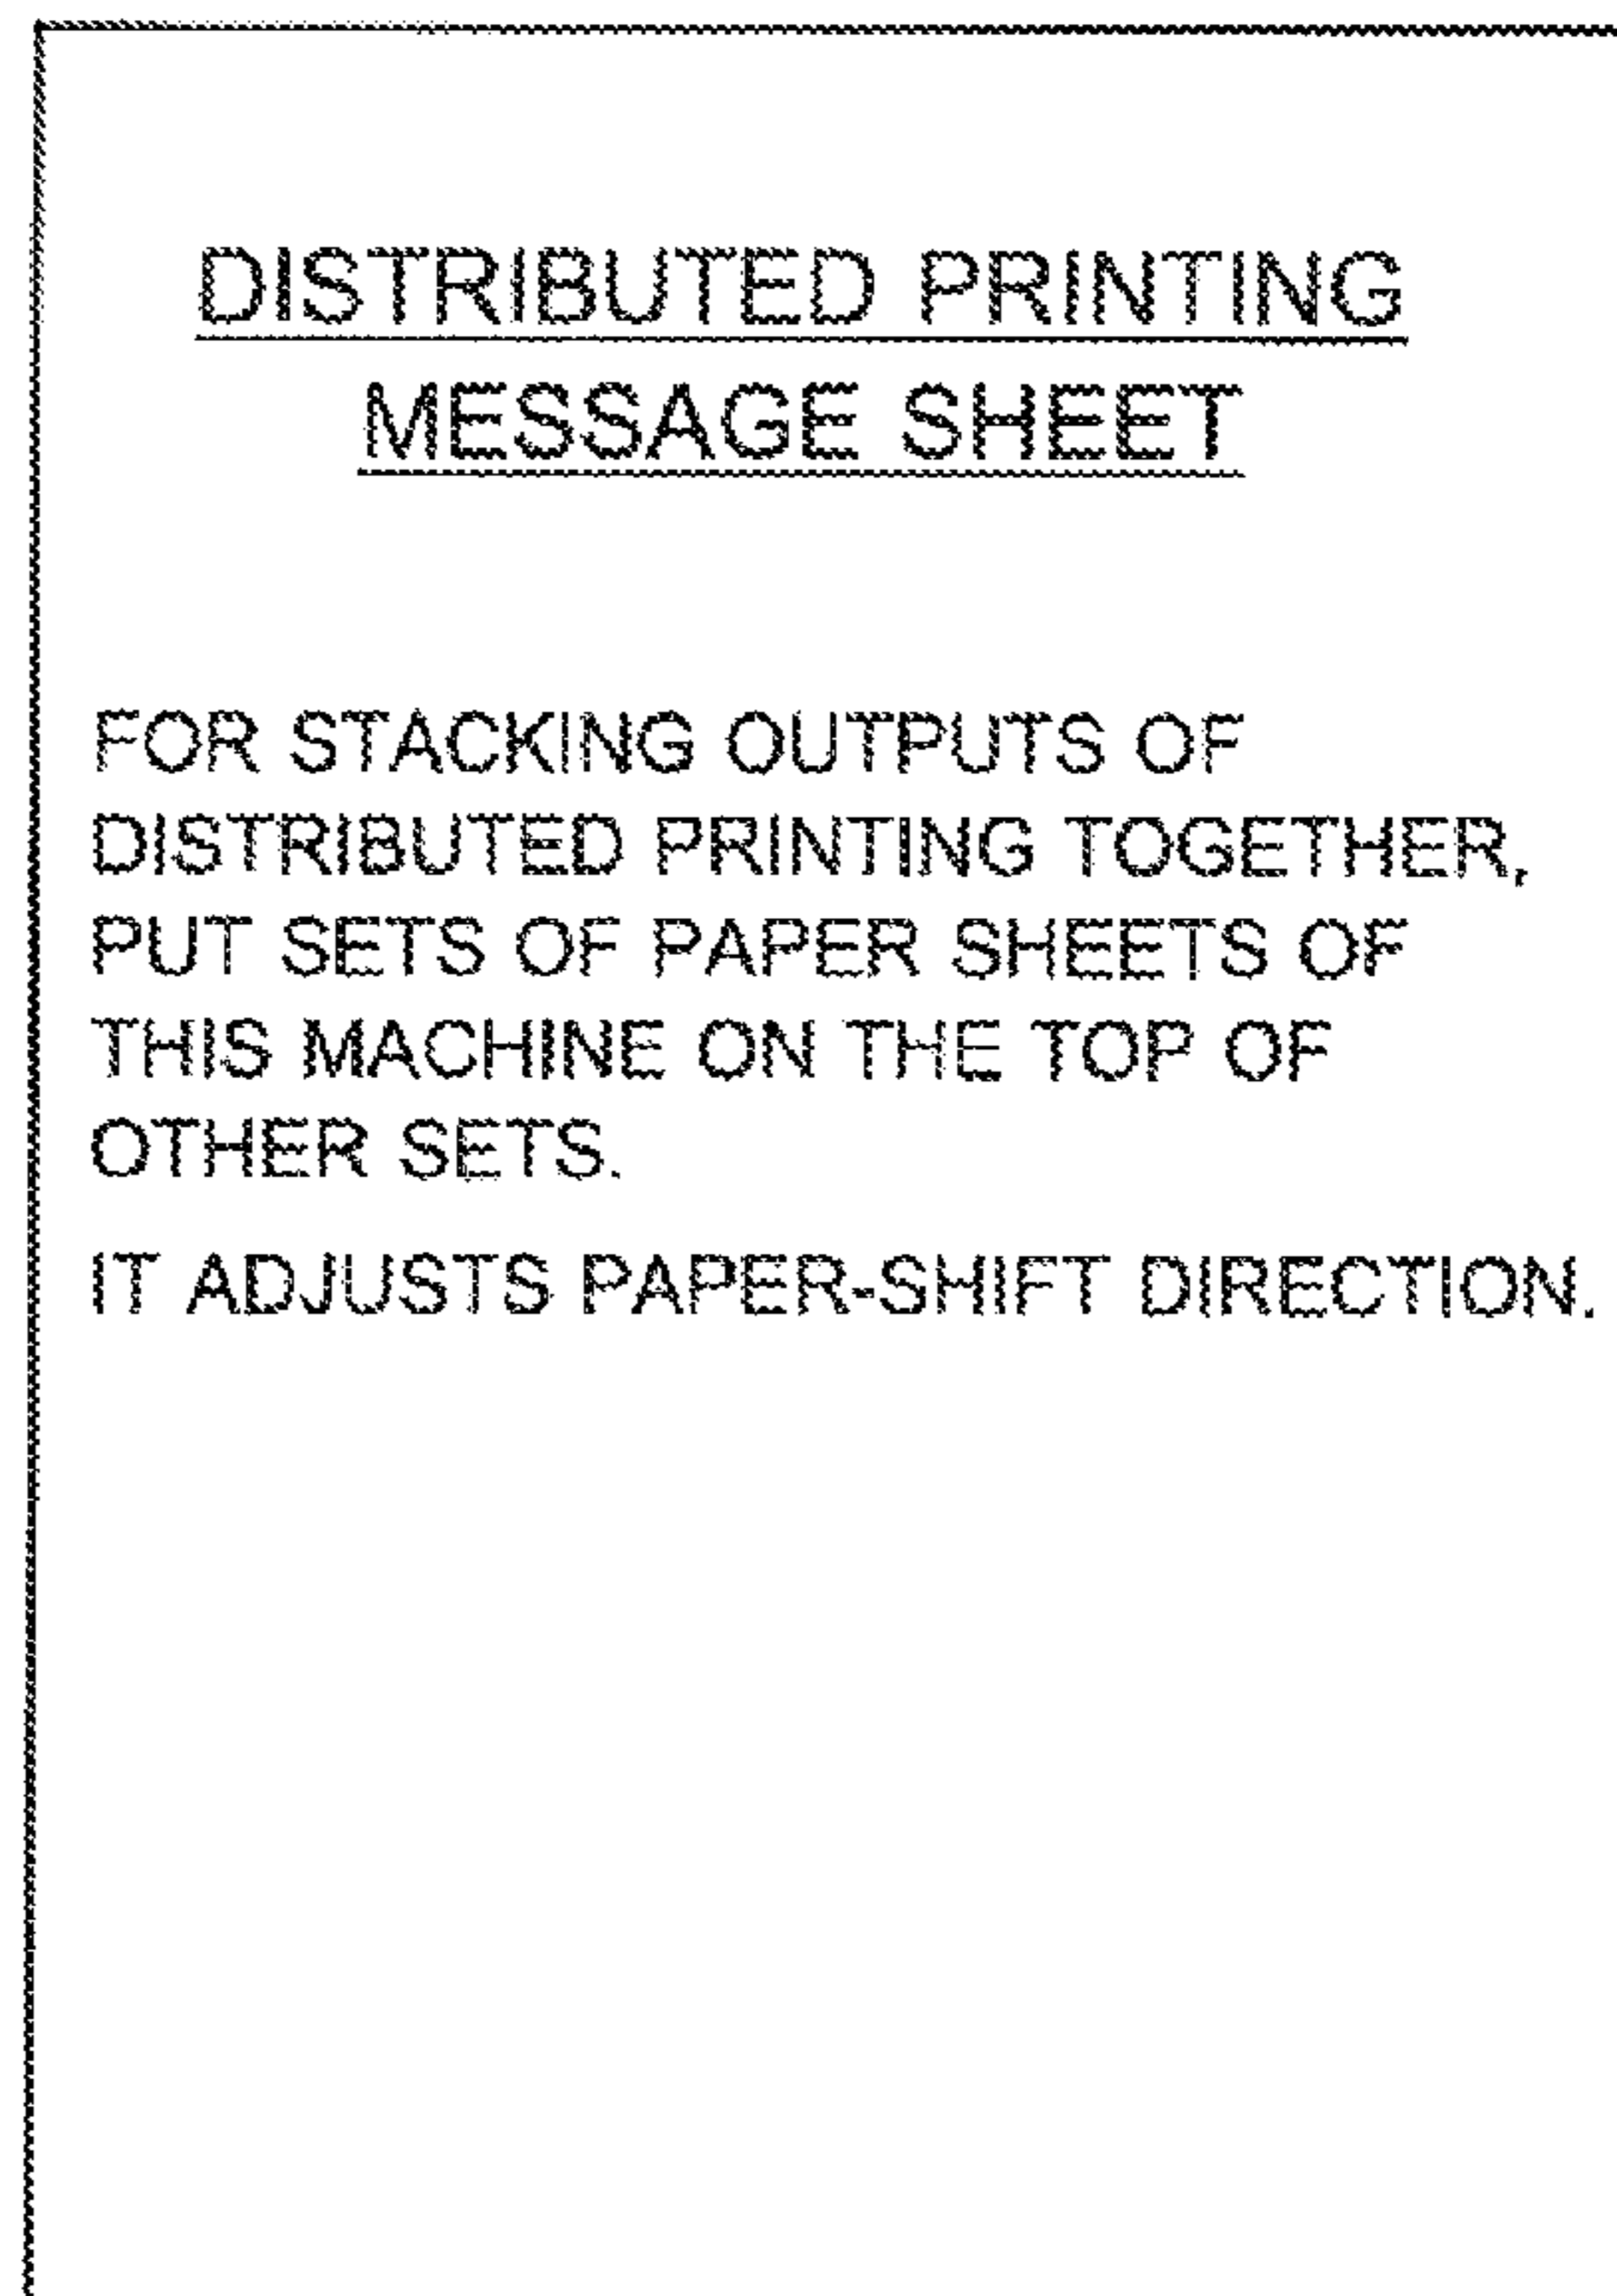 DISTRIBUTED PRINTING
MESSAGE SHEET
FOR STACKING OUTPUTS OF
DISTRIBUTED PRINTING TOGETHER,
PUT SETS OF PAPER SHEETS OF
THIS MACHINE ON THE TOP OF
OTHER SETS.
IT ADJUSTS PAPER-SHIFT DIRECTION.